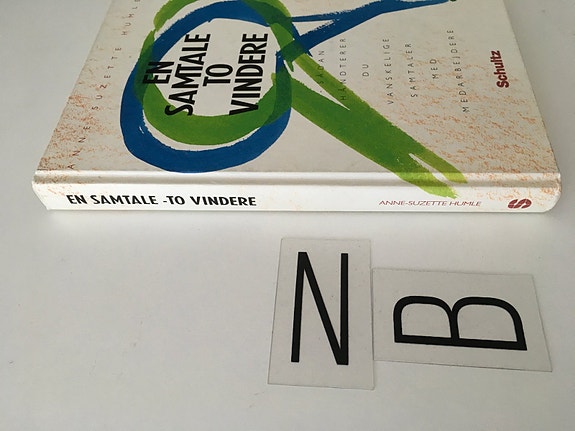 ANNE SUZETTE HUMLE
EN
SAMTALE
TO
VINDERE
HVORDAN
HÅNDTERER
DU
VANSKELIGE
SAMTALER
MED
MEDARBEJDERE
Schultz
EN SAMTALE -TO VINDERE
ANNE-SUZETTE HUMLE
S
N
B